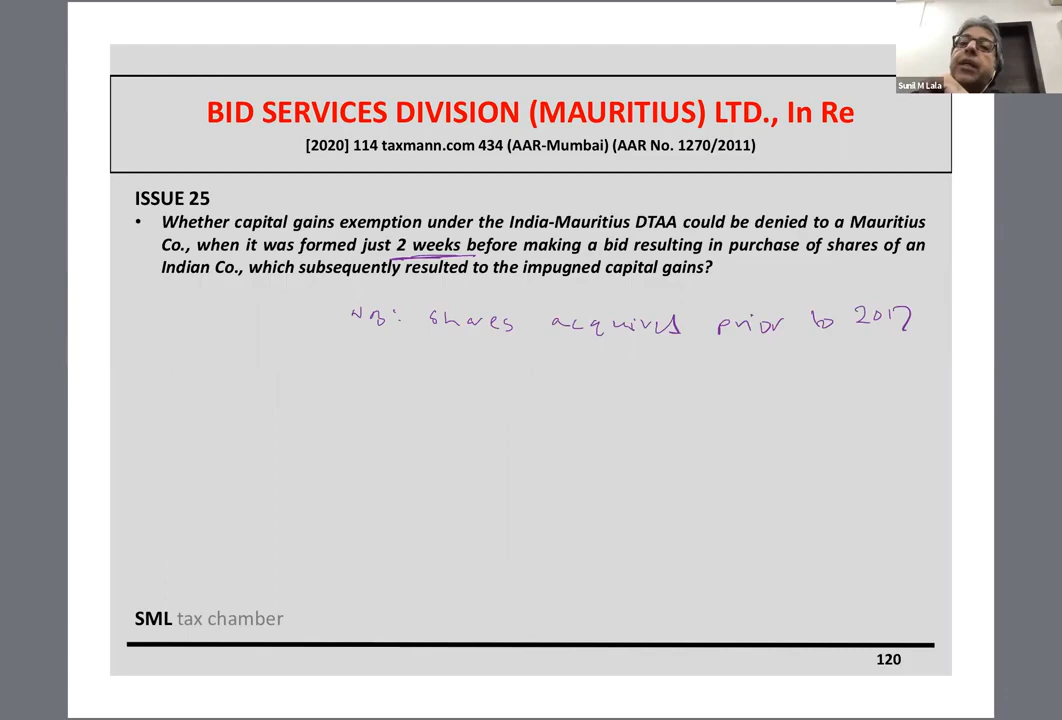 Sunil M Lala
BID SERVICES DIVISION (MAURITIUS) LTD., In Re
[2020] 114 taxmann.com 434 (AAR-Mumbai) (AAR No. 1270/2011)
ISSUE 25
• Whether capital gains exemption under the India-Mauritius DTAA could be denied to a Mauritius
Co., when it was formed just 2 weeks before making a bid resulting in purchase of shares of an
Indian Co., which subsequently resulted to the impugned capital gains?
NB: shares acquired prior to 2017
SML tax chamber
120